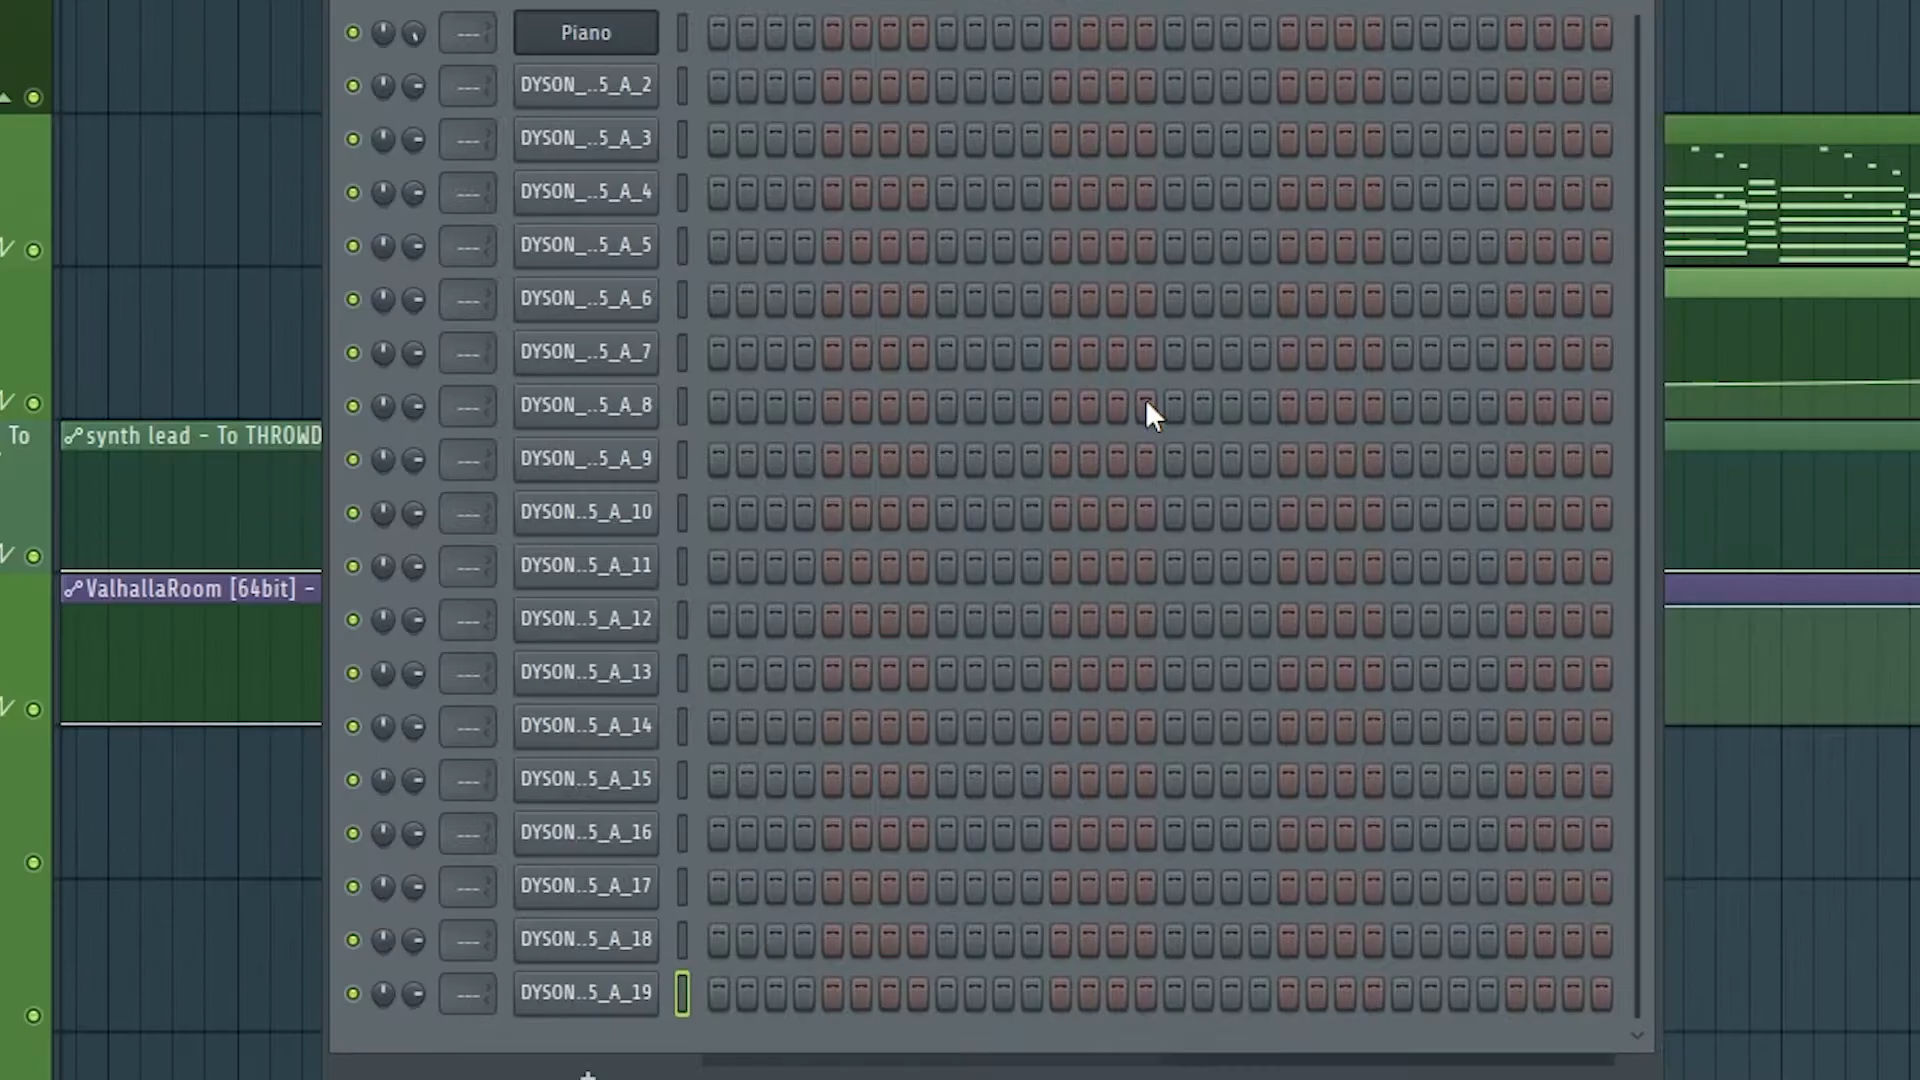 Piano
DYSON_..5_A_2
DYSON_..5_A_3
DYSON_..5_A_4
DYSON_..5_A_5
DYSON_..5_A_6
DYSON_..5_A_7
DYSON_..5_A_8
To
synth lead - To THROWD
DYSON_..5_A_9
DYSON..5_A_10
DYSON..5_A_11
ValhallaRoom [64bit] -
DYSON..5_A_12
DYSON..5_A_13
DYSON..5_A_14
DYSON..5_A_15
DYSON..5_A_16
DYSON..5_A_17
DYSON..5_A_18
DYSON..5_A_19